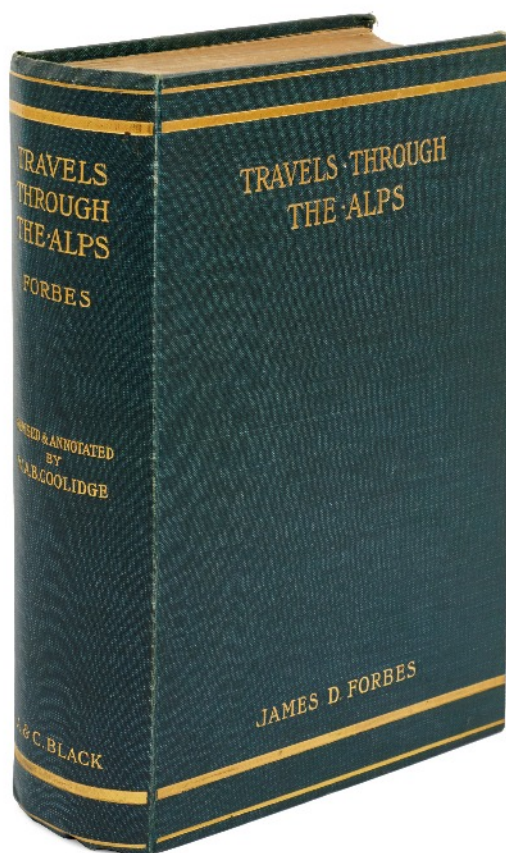 TRAVELS
THROUGH
THE·ALPS
FORBES
& ANNOTATED
BY
COOLIDGE
& C. BLACK
TRAVELS·THROUGH
THE·ALPS
JAMES D. FORBES